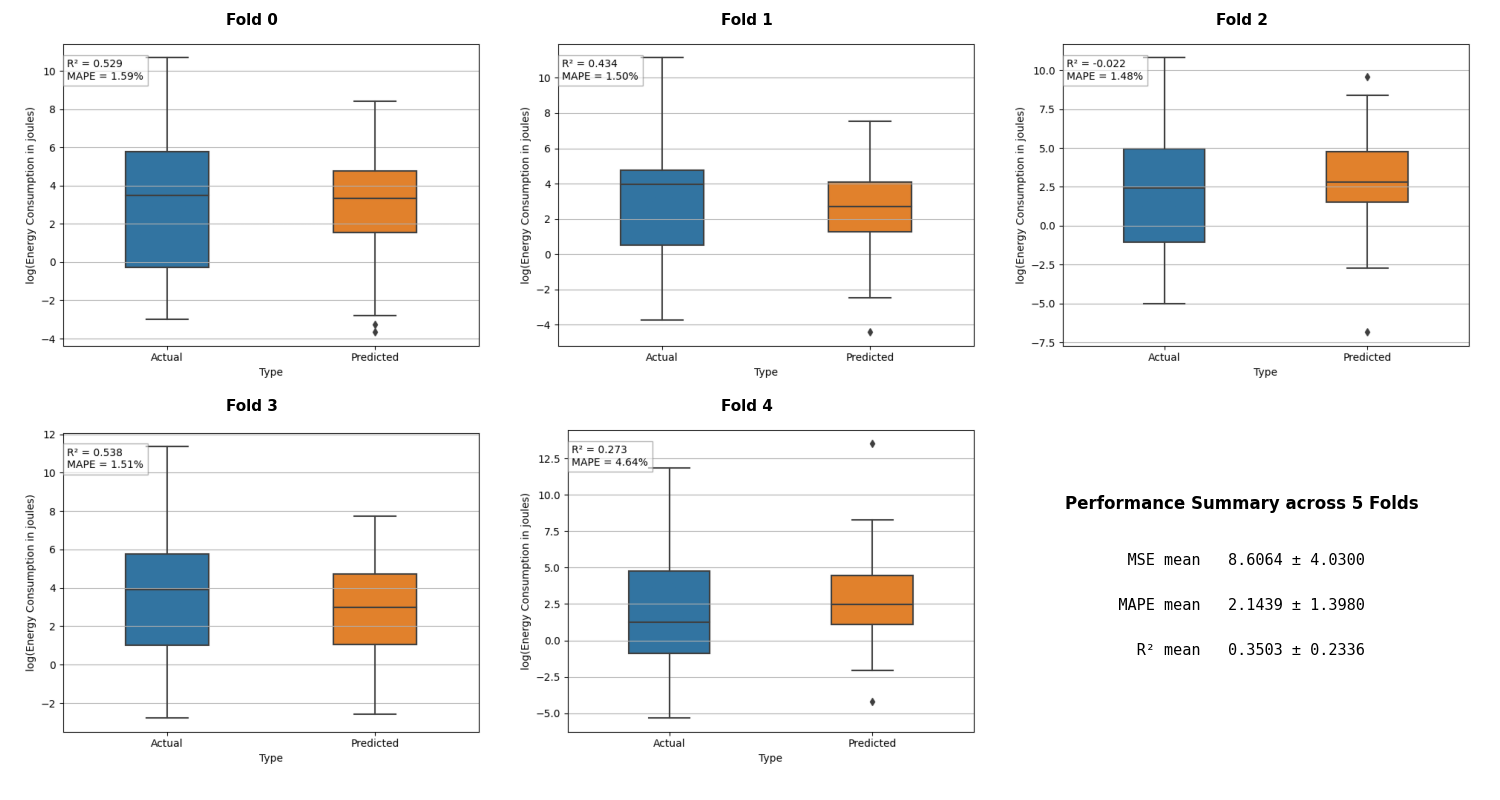 Fold 0
R² = 0.529
MAPE = 1.59%
10
8
6
4
2
0
−2
−4
log(Energy Consumption in joules)
Actual
Predicted
Type
Fold 1
R² = 0.434
MAPE = 1.50%
10
8
6
4
2
0
−2
−4
log(Energy Consumption in joules)
Actual
Predicted
Type
Fold 2
R² = -0.022
MAPE = 1.48%
10.0
7.5
5.0
2.5
0.0
−2.5
−5.0
−7.5
log(Energy Consumption in joules)
Actual
Predicted
Type
Fold 3
R² = 0.538
MAPE = 1.51%
12
10
8
6
4
2
0
−2
log(Energy Consumption in joules)
Actual
Predicted
Type
Fold 4
R² = 0.273
MAPE = 4.64%
12.5
10.0
7.5
5.0
2.5
0.0
−2.5
−5.0
log(Energy Consumption in joules)
Actual
Predicted
Type
Performance Summary across 5 Folds
MSE mean 8.6064 ± 4.0300
MAPE mean 2.1439 ± 1.3980
R² mean 0.3503 ± 0.2336